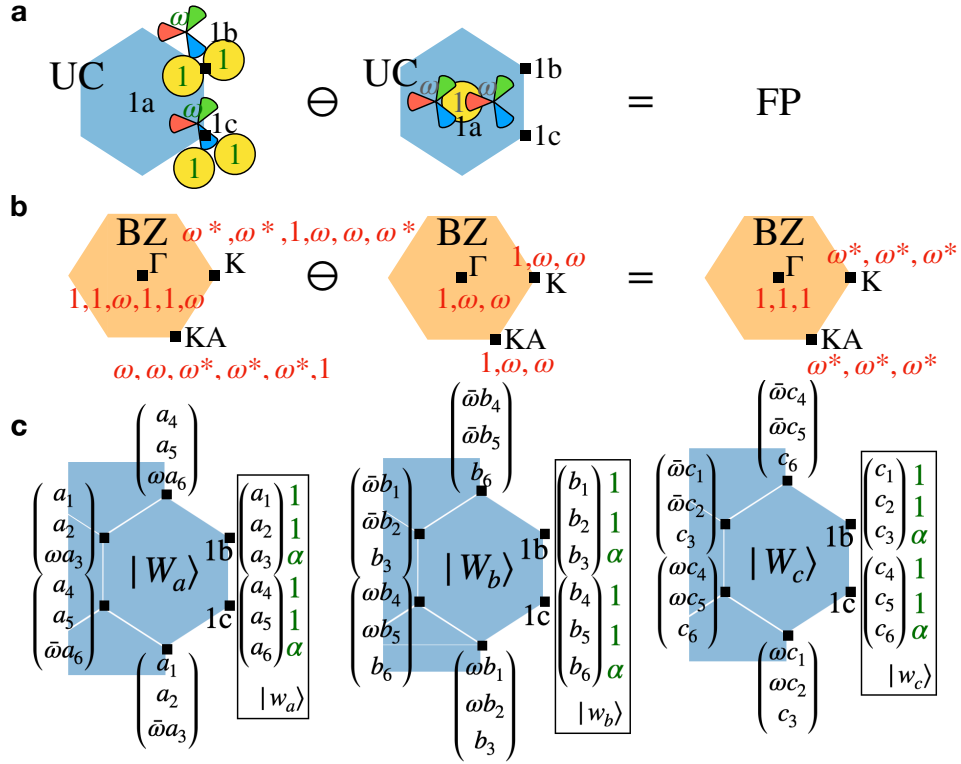 a
UC
ω
1b
1
1
1a
ω
1c
1
1
⊖
UC
ω
1
ω
1a
1b
1c
=
FP
b
BZ
ω*,ω*,1,ω,ω,ω*
Γ
K
1,1,ω,1,1,ω
KA
ω,ω,ω*,ω*,ω*,1
⊖
BZ
1,ω,ω
Γ
K
1,ω,ω
KA
1,ω,ω
=
BZ
ω*,ω*,ω*
Γ
K
1,1,1
KA
ω*,ω*,ω*
c
a4
a5
ωa6
a1
a2
ωa3
a4
a5
ω̄a6
a1
a2
ω̄a3
|Wa⟩
1b
1c
a1 1
a2 1
a3 α
a4 1
a5 1
a6 α
|wa⟩
ω̄b4
ω̄b5
b6
ω̄b1
ω̄b2
b3
ωb4
ωb5
b6
ωb1
ωb2
b3
|Wb⟩
1b
1c
b1 1
b2 1
b3 α
b4 1
b5 1
b6 α
|wb⟩
ω̄c4
ω̄c5
c6
ω̄c1
ω̄c2
c3
ωc4
ωc5
c6
ωc1
ωc2
c3
|Wc⟩
1b
1c
c1 1
c2 1
c3 α
c4 1
c5 1
c6 α
|wc⟩